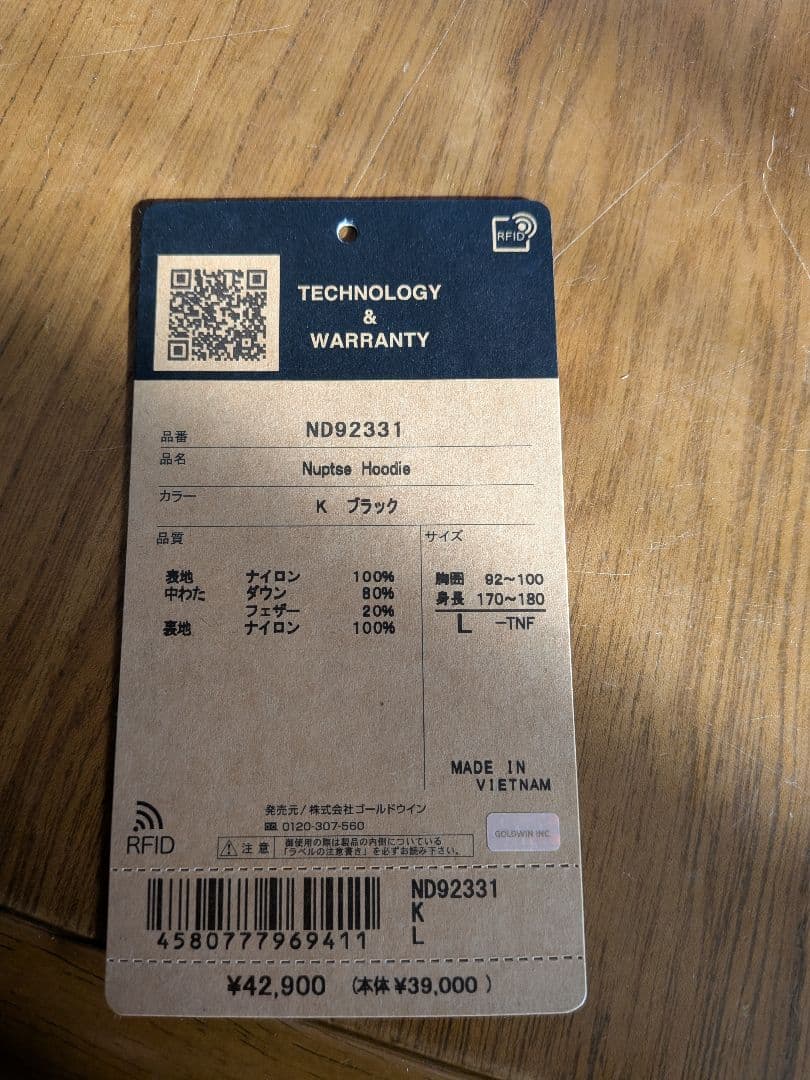 RFID
TECHNOLOGY
&
WARRANTY
品番 ND92331
品名 Nuptse Hoodie
カラー K ブラック
品質
サイズ
表地 ナイロン 100%
中わた ダウン 80%
フェザー 20%
裏地 ナイロン 100%
胸囲 92～100
身長 170～180
L -TNF
MADE IN
VIETNAM
発売元/株式会社ゴールドウイン
0120-307-560
RFID
注意
御使用の際は製品の内側についている
「ラベルの注意書き」を必ずお読み下さい。
GOLDWIN INC.
4580777969411
ND92331
K
L
¥42,900 (本体¥39,000)